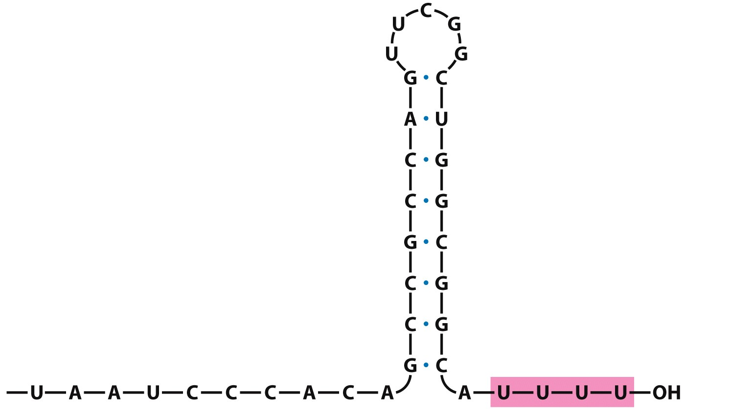 C
U G
U G
G · C
A · U
C · G
C · G
G · C
C · G
C · G
G · C
— U — A — A — U — C — C — C — A — C — A A — U — U — U — U — OH